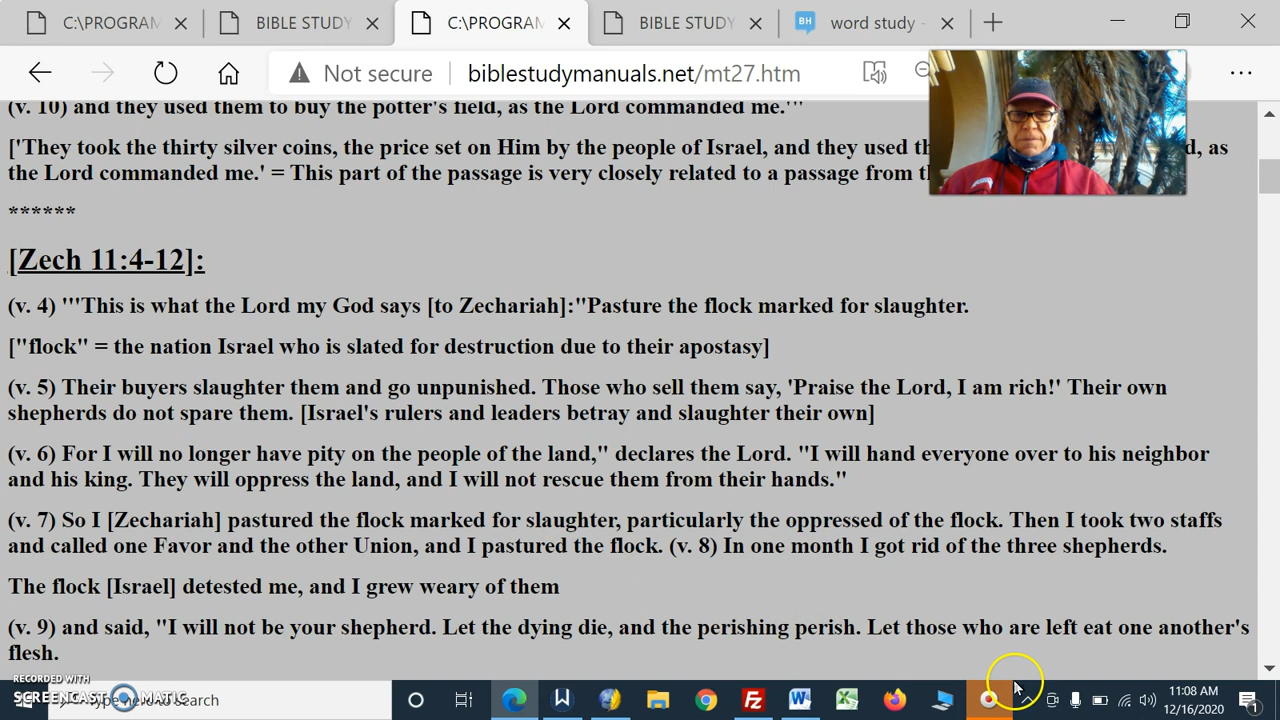 C:\PROGRAM
BIBLE STUDY
C:\PROGRAM
BIBLE STUDY
BH
word study -
Not secure
biblestudymanuals.net/mt27.htm
(v. 10) and they used them to buy the potter's field, as the Lord commanded me.'"
['They took the thirty silver coins, the price set on Him by the people of Israel, and they used d, as
the Lord commanded me.' = This part of the passage is very closely related to a passage from
******
[Zech 11:4-12]:
(v. 4) '"This is what the Lord my God says [to Zechariah]:"Pasture the flock marked for slaughter.
["flock" = the nation Israel who is slated for destruction due to their apostasy]
(v. 5) Their buyers slaughter them and go unpunished. Those who sell them say, 'Praise the Lord, I am rich!' Their own
shepherds do not spare them. [Israel's rulers and leaders betray and slaughter their own]
(v. 6) For I will no longer have pity on the people of the land," declares the Lord. "I will hand everyone over to his neighbor
and his king. They will oppress the land, and I will not rescue them from their hands."
(v. 7) So I [Zechariah] pastured the flock marked for slaughter, particularly the oppressed of the flock. Then I took two staffs
and called one Favor and the other Union, and I pastured the flock. (v. 8) In one month I got rid of the three shepherds.
The flock [Israel] detested me, and I grew weary of them
(v. 9) and said, "I will not be your shepherd. Let the dying die, and the perishing perish. Let those who are left eat one another's
flesh.
RECORDED WITH
SCREENCAST MATIC
Type here to search
11:08 AM
12/16/2020
1